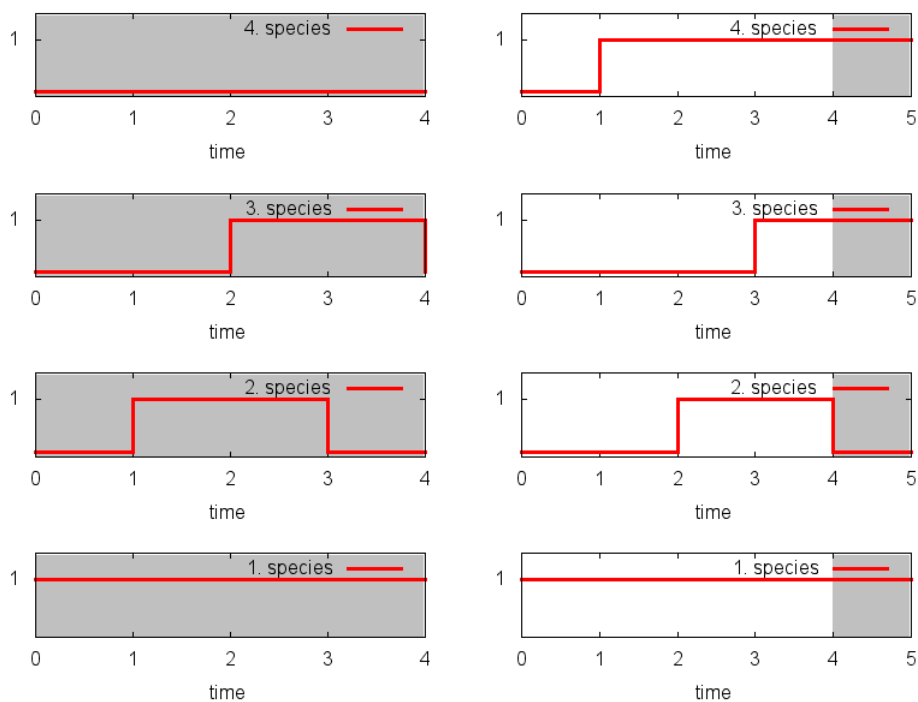 4. species
1
0 1 2 3 4
time
4. species
1
0 1 2 3 4 5
time
3. species
1
0 1 2 3 4
time
3. species
1
0 1 2 3 4 5
time
2. species
1
0 1 2 3 4
time
2. species
1
0 1 2 3 4 5
time
1. species
1
0 1 2 3 4
time
1. species
1
0 1 2 3 4 5
time